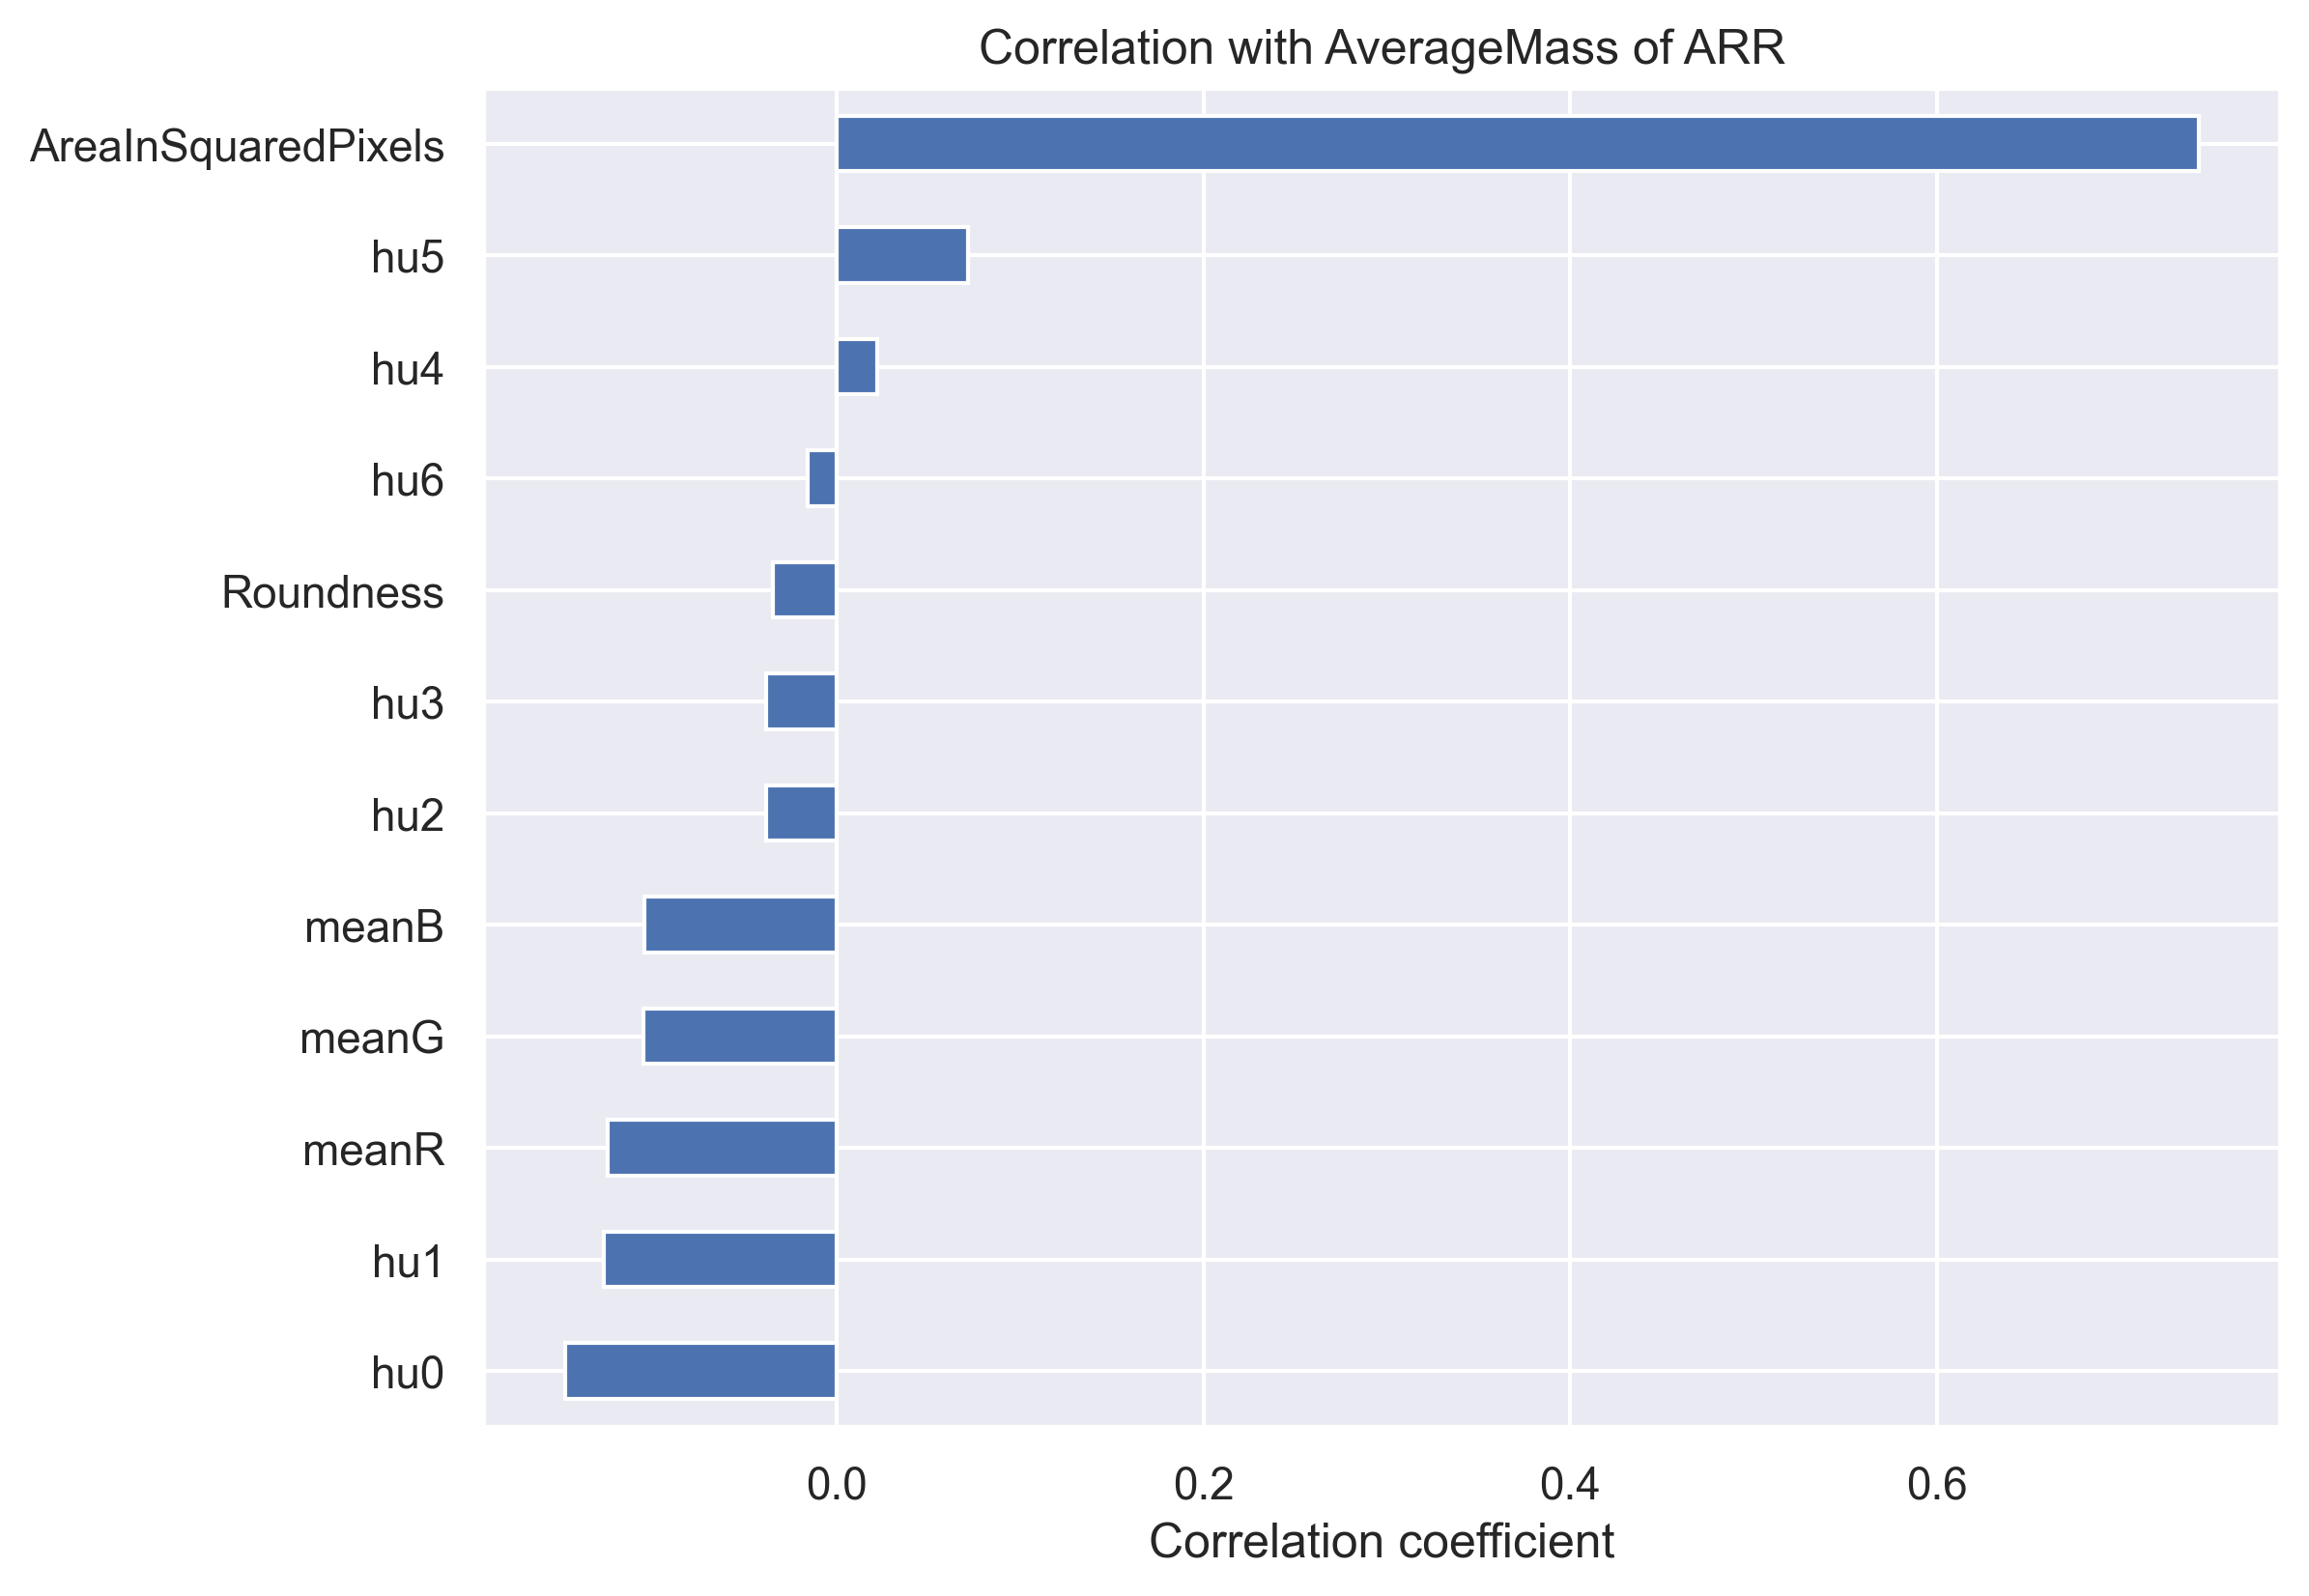 Correlation with AverageMass of ARR
AreaInSquaredPixels
hu5
hu4
hu6
Roundness
hu3
hu2
meanB
meanG
meanR
hu1
hu0
0.0 0.2 0.4 0.6
Correlation coefficient